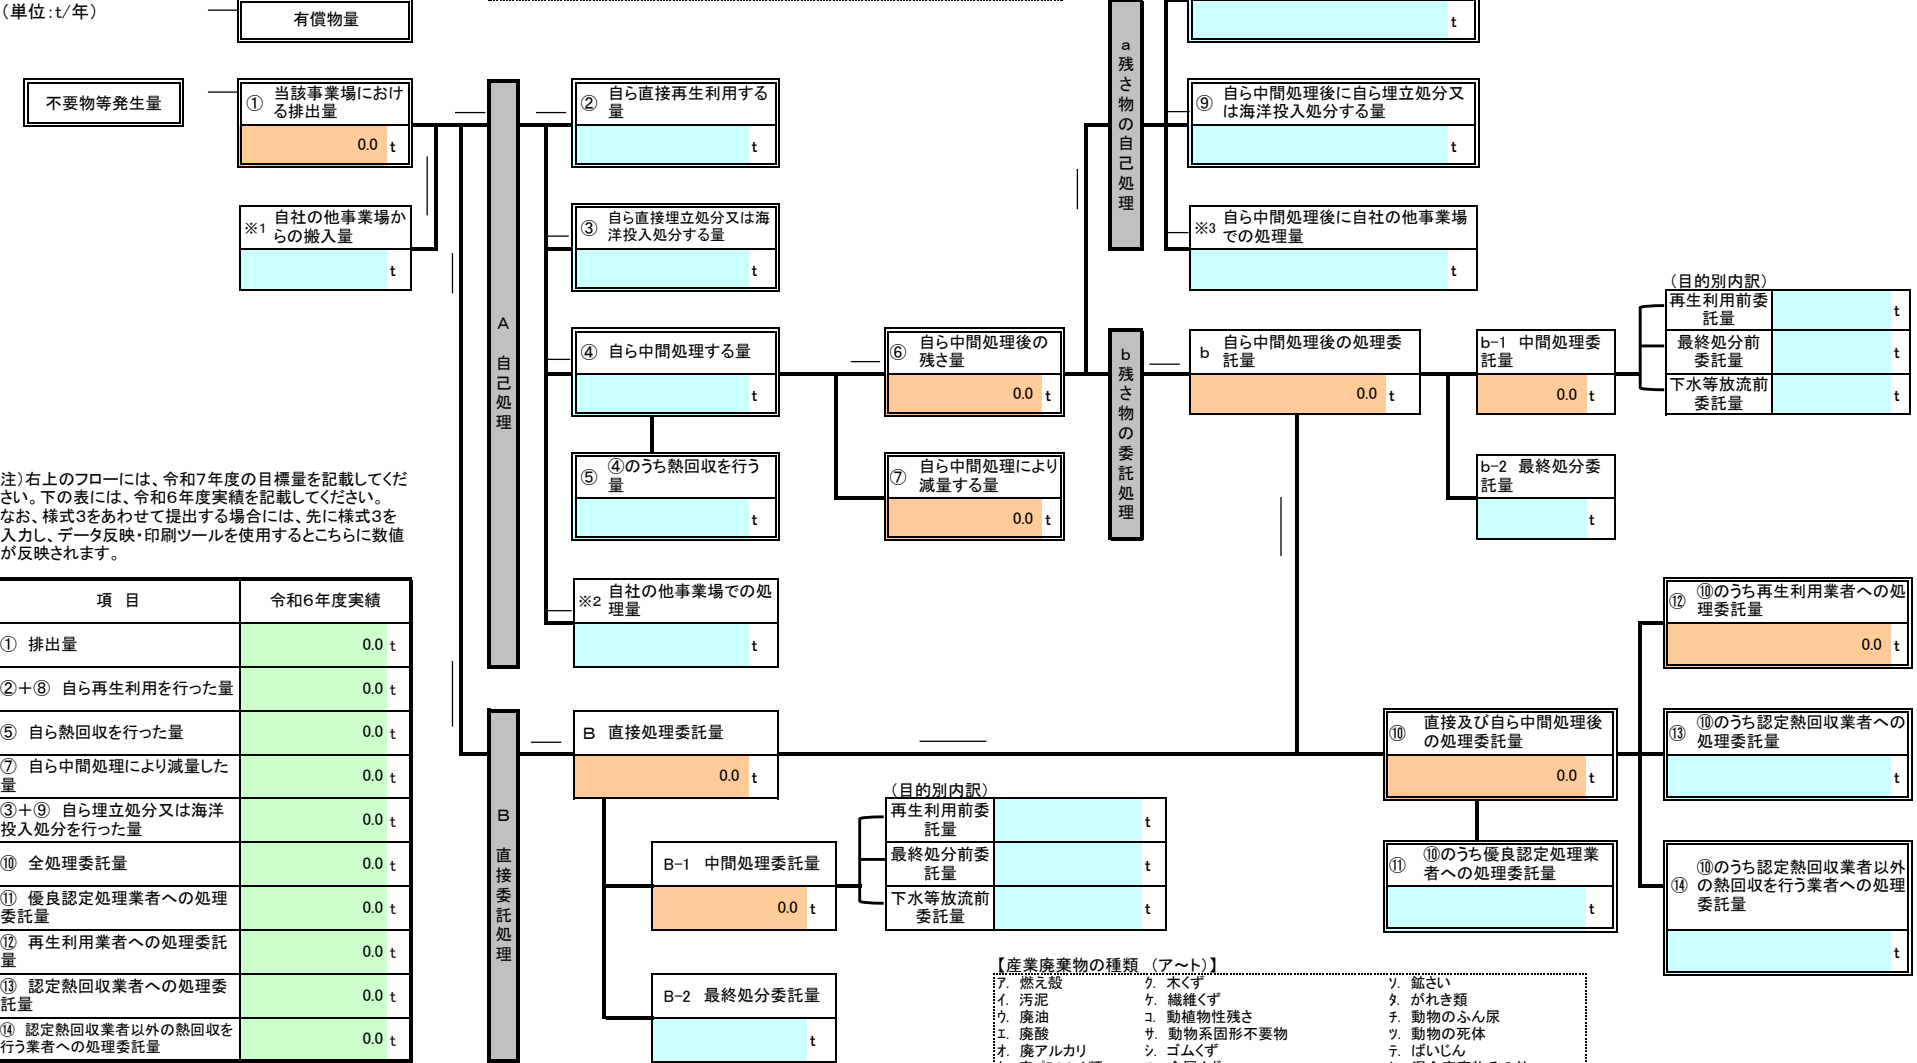 （単位:t/年）
有償物量
t
不要物等発生量
① 当該事業場におけ
る排出量
0.0 t
※1 自社の他事業場か
らの搬入量
t
A 自己処理
② 自ら直接再生利用する
量
t
③ 自ら直接埋立処分又は海
洋投入処分する量
t
④ 自ら中間処理する量
t
⑤ ④のうち熱回収を行う
量
t
※2 自社の他事業場での処
理量
t
⑥ 自ら中間処理後の
残さ量
0.0 t
⑦ 自ら中間処理により
減量する量
0.0 t
a残さ物の自己処理
⑨ 自ら中間処理後に自ら埋立処分又
は海洋投入処分する量
t
※3 自ら中間処理後に自社の他事業場
での処理量
t
b残さ物の委託処理
b 自ら中間処理後の処理委
託量
0.0 t
b-1 中間処理委
託量
0.0 t
（目的別内訳）
再生利用前委
託量
t
最終処分前
委託量
t
下水等放流前
委託量
t
b-2 最終処分委
託量
t
注）右上のフローには、令和7年度の目標量を記載してくだ
さい。下の表には、令和6年度実績を記載してください。
なお、様式3をあわせて提出する場合には、先に様式3を
入力し、データ反映・印刷ツールを使用するとこちらに数値
が反映されます。
項 目 令和6年度実績
① 排出量 0.0 t
②＋⑧ 自ら再生利用を行った量 0.0 t
⑤ 自ら熱回収を行った量 0.0 t
⑦ 自ら中間処理により減量した
量 0.0 t
③＋⑨ 自ら埋立処分又は海洋
投入処分を行った量 0.0 t
⑩ 全処理委託量 0.0 t
⑪ 優良認定処理業者への処理
委託量 0.0 t
⑫ 再生利用業者への処理委託
量 0.0 t
⑬ 認定熱回収業者への処理委
託量 0.0 t
⑭ 認定熱回収業者以外の熱回収を
行う業者への処理委託量 0.0 t
B 直接委託処理
B 直接処理委託量
0.0 t
B-1 中間処理委託量
0.0 t
（目的別内訳）
再生利用前委
託量
t
最終処分前委
託量
t
下水等放流前
委託量
t
B-2 最終処分委託量
t
⑩ 直接及び自ら中間処理後
の処理委託量
0.0 t
⑪ ⑩のうち優良認定処理業
者への処理委託量
t
⑫ ⑩のうち再生利用業者への処
理委託量
0.0 t
⑬ ⑩のうち認定熱回収業者への
処理委託量
t
⑭ ⑩のうち認定熱回収業者以外
の熱回収を行う業者への処理
委託量
t
【産業廃棄物の種類 （ア～ト）】
ア. 燃え殻 ク. 木くず ソ. 鉱さい
イ. 汚泥 ケ. 繊維くず タ. がれき類
ウ. 廃油 コ. 動植物性残さ チ. 動物のふん尿
エ. 廃酸 サ. 動物系固形不要物 ツ. 動物の死体
オ. 廃アルカリ シ. ゴムくず テ. ばいじん